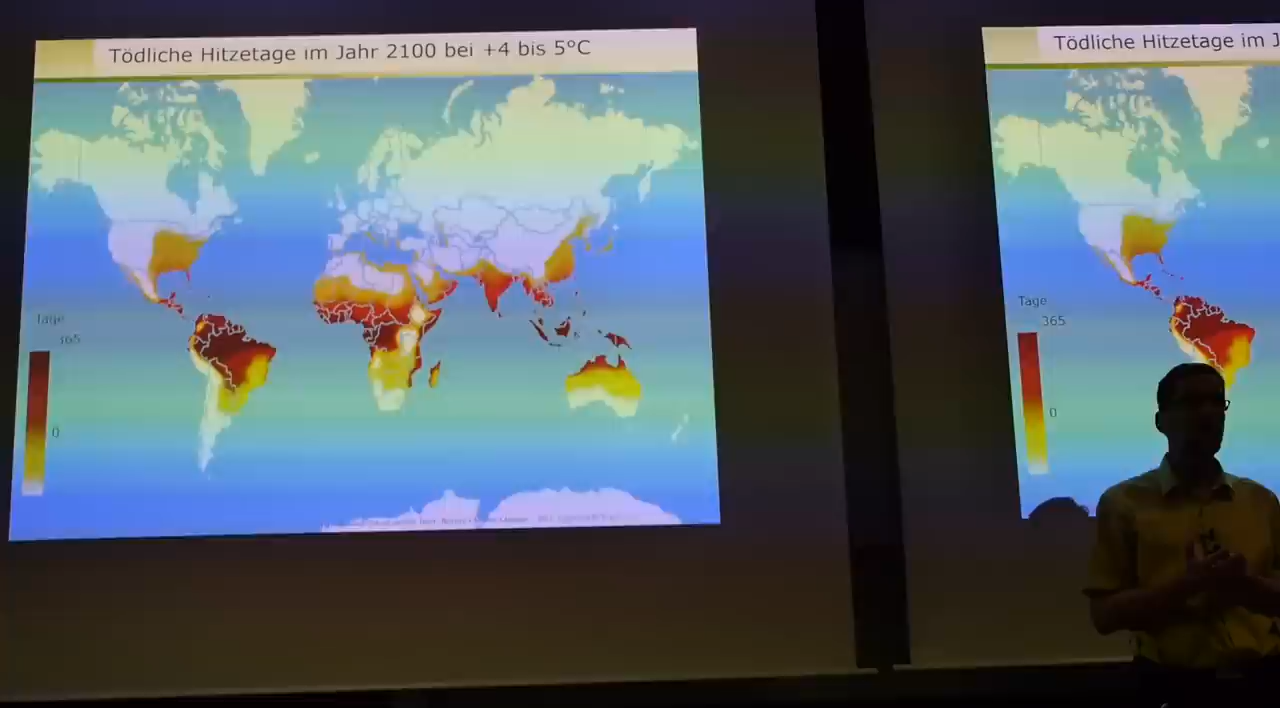 Tödliche Hitzetage im Jahr 2100 bei +4 bis 5°C
Tage
365
0
Tödliche Hitzetage im J
Tage
365
0